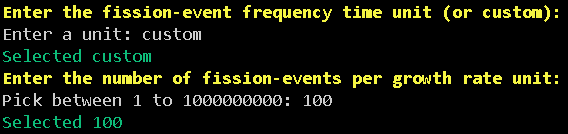 Enter the fission-event frequency time unit (or custom):
Enter a unit: custom
Selected custom
Enter the number of fission-events per growth rate unit:
Pick between 1 to 1000000000: 100
Selected 100